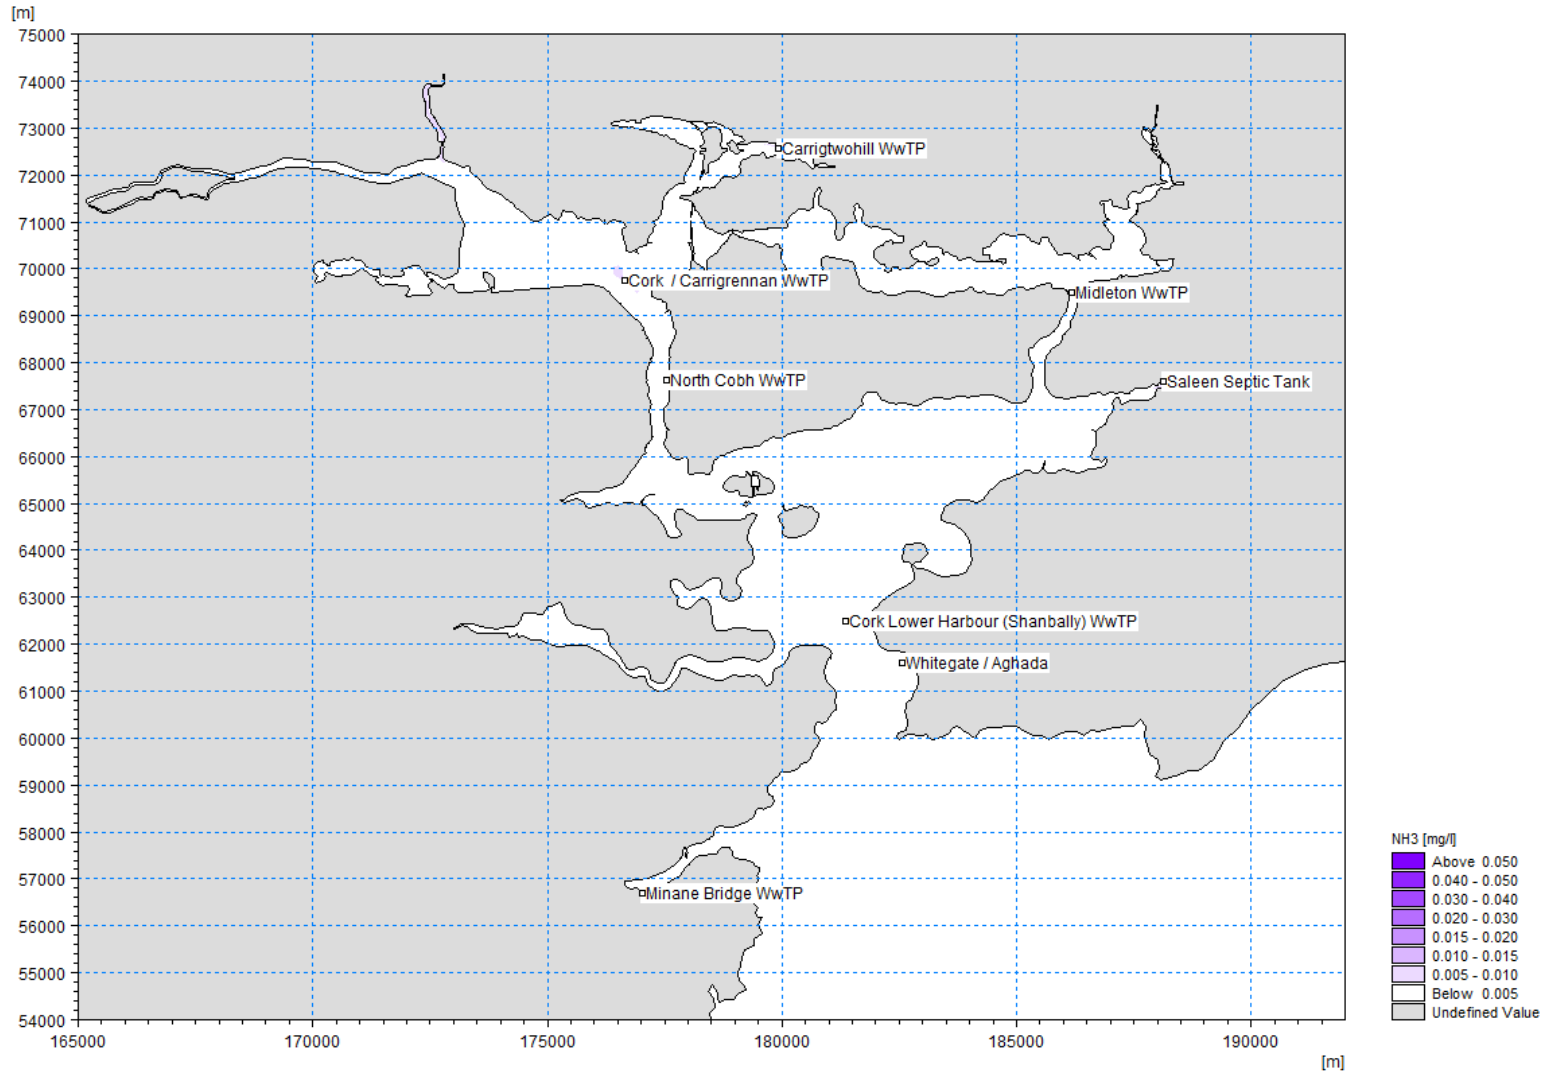 [m]
75000
74000
73000
72000
71000
70000
69000
68000
67000
66000
65000
64000
63000
62000
61000
60000
59000
58000
57000
56000
55000
54000
165000
170000
175000
180000
185000
190000
[m]
Carrigtwohill WwTP
Cork / Carrigrennan WwTP
Midleton WwTP
North Cobh WwTP
Saleen Septic Tank
Cork Lower Harbour (Shanbally) WwTP
Whitegate / Aghada
Minane Bridge WwTP
NH3 [mg/l]
Above 0.050
0.040 - 0.050
0.030 - 0.040
0.020 - 0.030
0.015 - 0.020
0.010 - 0.015
0.005 - 0.010
Below 0.005
Undefined Value